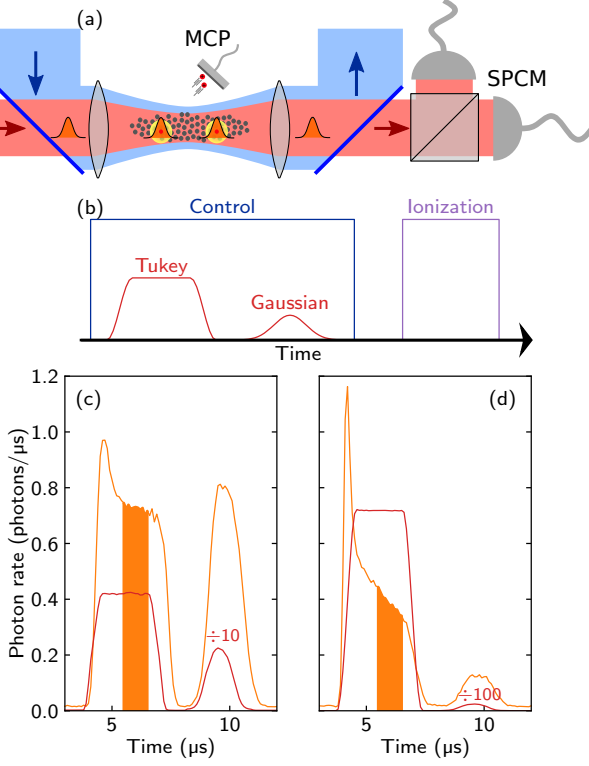 (a)
MCP
SPCM
(b)
Control
Ionization
Tukey
Gaussian
Time
(c)
(d)
1.2
1.0
0.8
0.6
0.4
0.2
0.0
Photon rate (photons/μs)
÷10
÷100
5
10
5
10
Time (μs)
Time (μs)